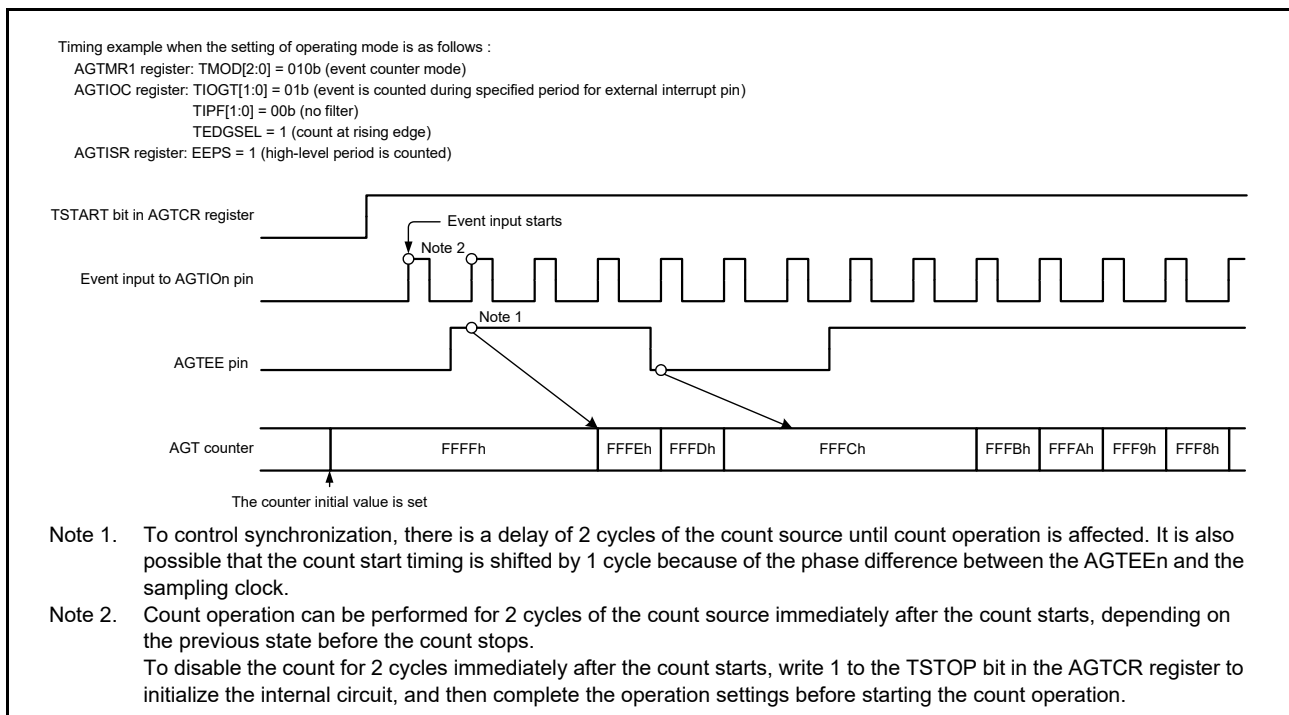 Timing example when the setting of operating mode is as follows :
AGTMR1 register: TMOD[2:0] = 010b (event counter mode)
AGTIOC register: TIOGT[1:0] = 01b (event is counted during specified period for external interrupt pin)
TIPF[1:0] = 00b (no filter)
TEDGSEL = 1 (count at rising edge)
AGTISR register: EEPS = 1 (high-level period is counted)
TSTART bit in AGTCR register
Event input starts
Note 2
Event input to AGTIOn pin
Note 1
AGTEE pin
AGT counter FFFFh FFFEh FFFDh FFFCh FFFBh FFFAh FFF9h FFF8h
The counter initial value is set
Note 1. To control synchronization, there is a delay of 2 cycles of the count source until count operation is affected. It is also
possible that the count start timing is shifted by 1 cycle because of the phase difference between the AGTEEn and the
sampling clock.
Note 2. Count operation can be performed for 2 cycles of the count source immediately after the count starts, depending on
the previous state before the count stops.
To disable the count for 2 cycles immediately after the count starts, write 1 to the TSTOP bit in the AGTCR register to
initialize the internal circuit, and then complete the operation settings before starting the count operation.